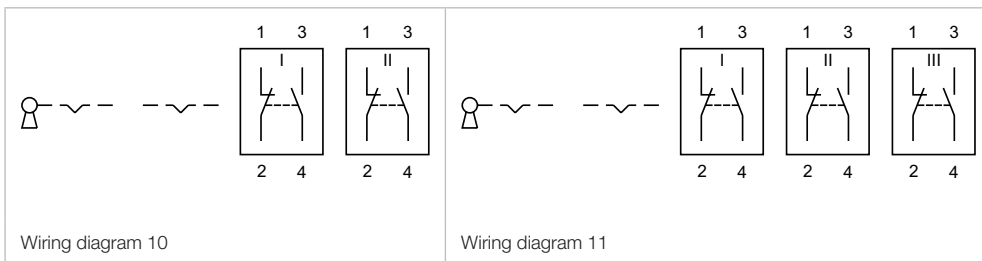 1 3 1 3
I II
2 4 2 4
Wiring diagram 10
1 3 1 3 1 3
I II III
2 4 2 4 2 4
Wiring diagram 11